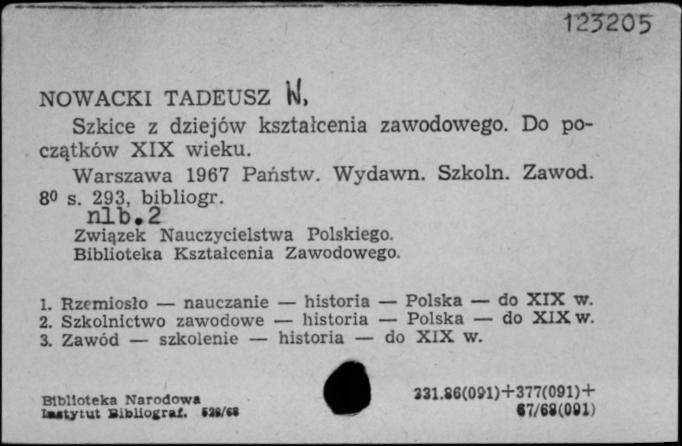 123205
NOWACKI TADEUSZ W,
Szkice z dziejów kształcenia zawodowego. Do po-
czątków XIX wieku.
Warszawa 1967 Państw. Wydawn. Szkoln. Zawod.
8⁰ s. 293, bibliogr.
nlb.2
Związek Nauczycielstwa Polskiego.
Biblioteka Kształcenia Zawodowego.
1. Rzemiosło — nauczanie — historia — Polska — do XIX w.
2. Szkolnictwo zawodowe — historia — Polska — do XIX w.
3. Zawód — szkolenie — historia — do XIX w.
Biblioteka Narodowa
Instytut Bibliograf. 528/68
331.86(091)+377(091)+
67/68(091)